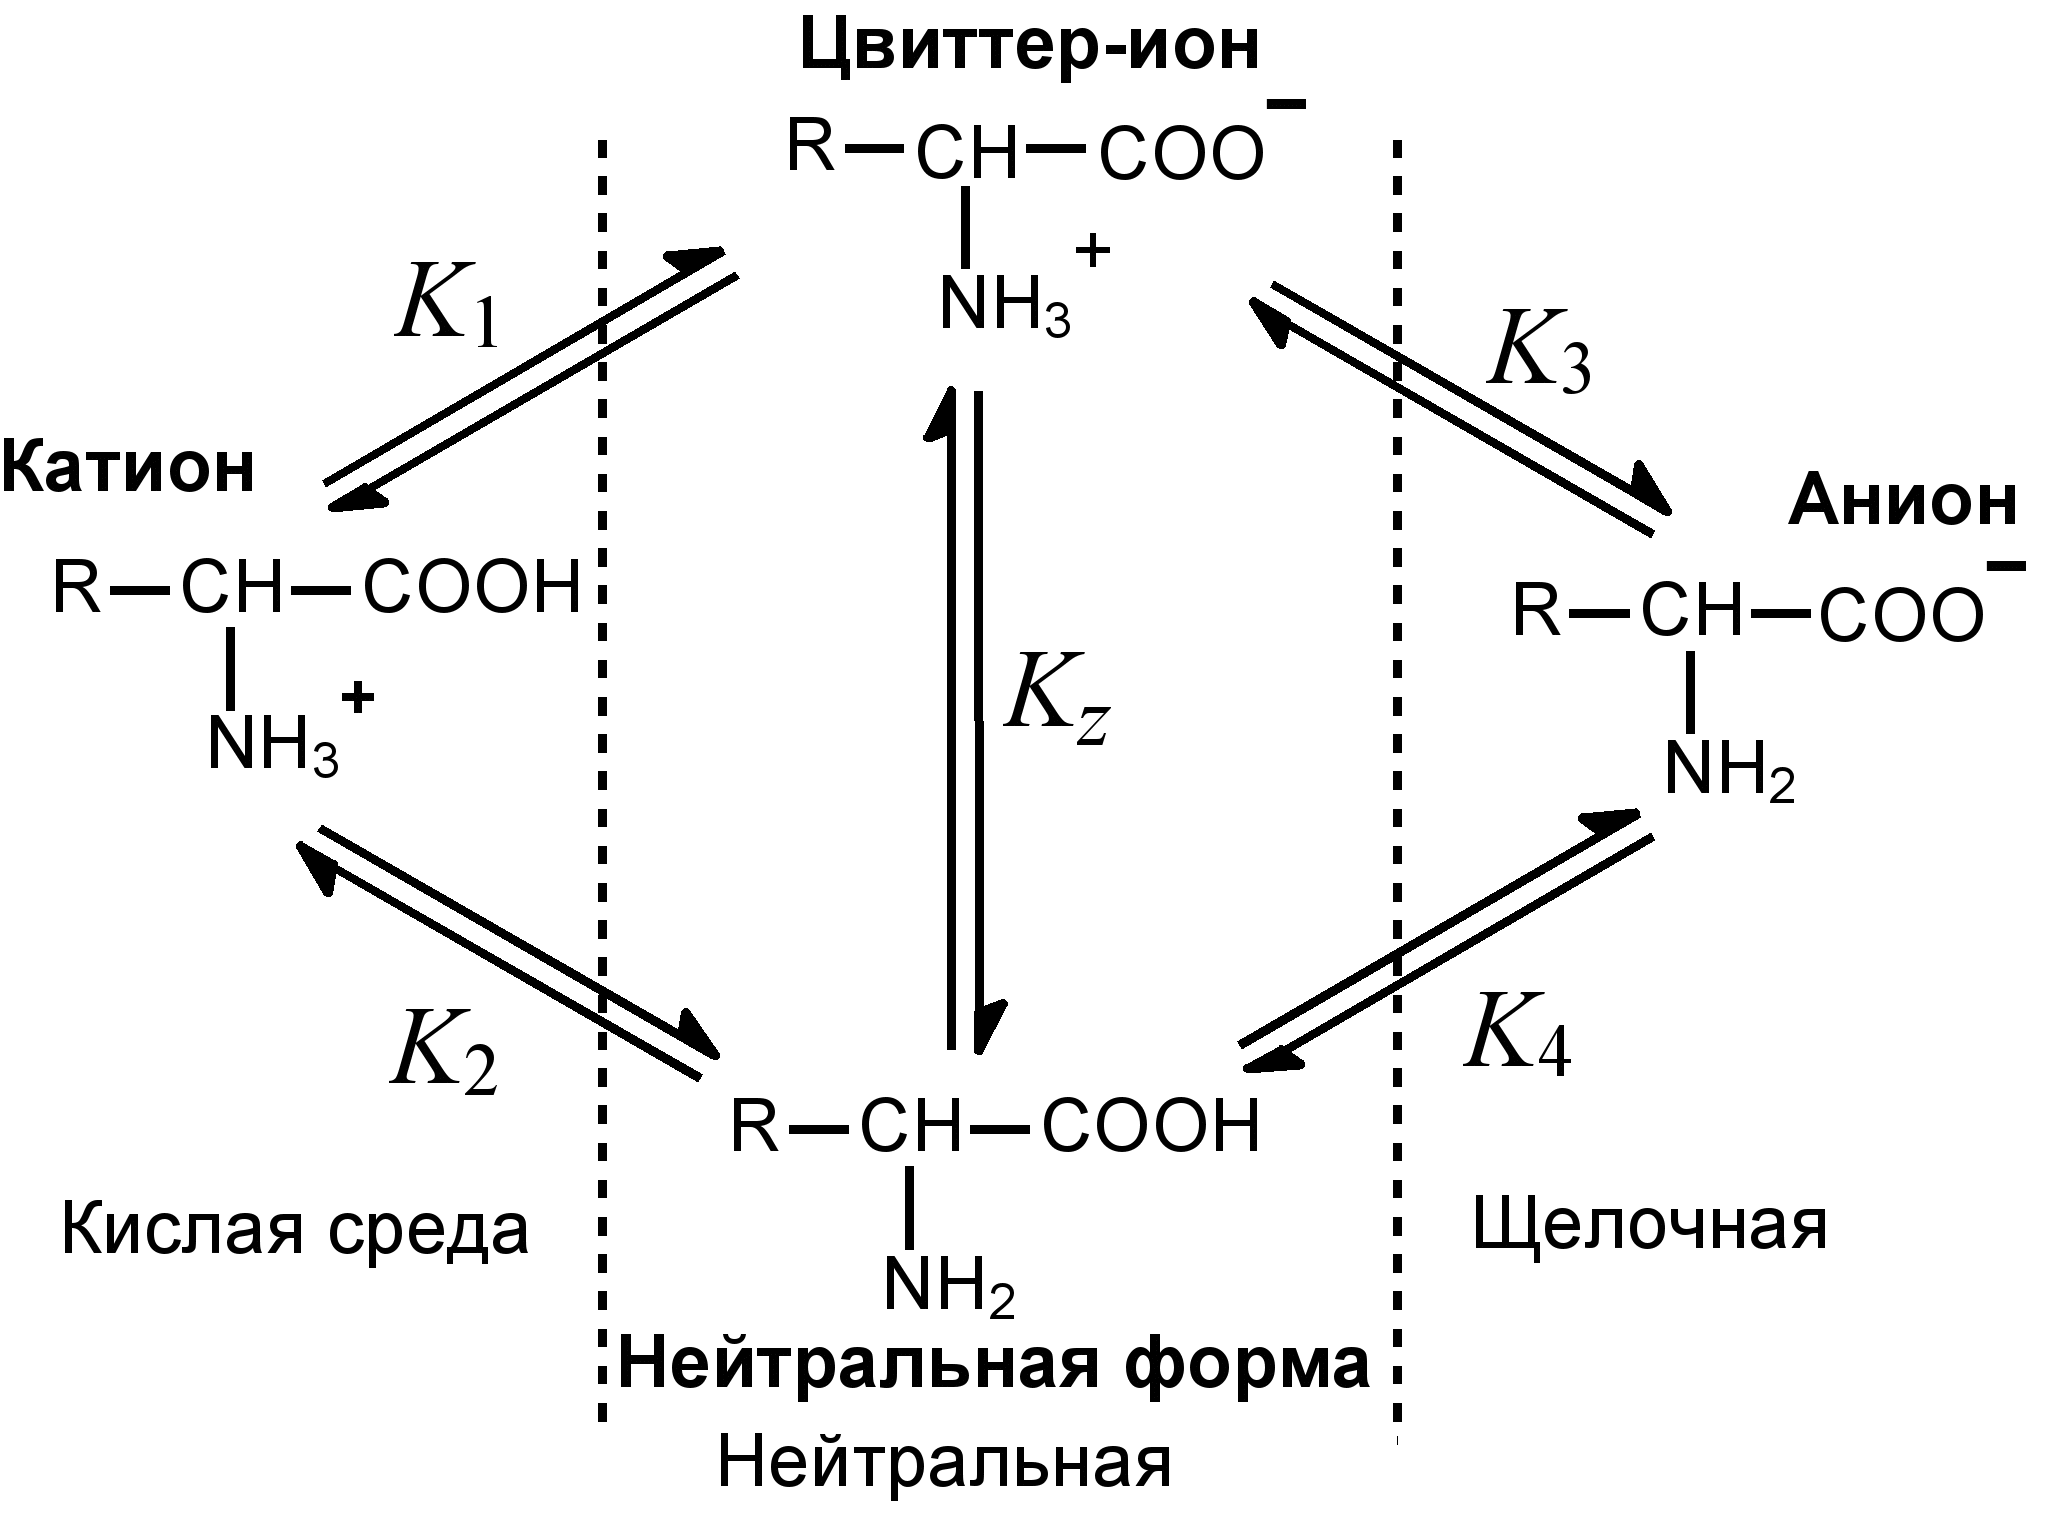 Цвиттер-ион
R—CH—COO⁻
NH₃⁺
K₁
K₃
Катион
Анион
R—CH—COOH
NH₃⁺
R—CH—COO⁻
NH₂
K_z
K₂
K₄
R—CH—COOH
NH₂
Кислая среда
Щелочная
Нейтральная форма
Нейтральная